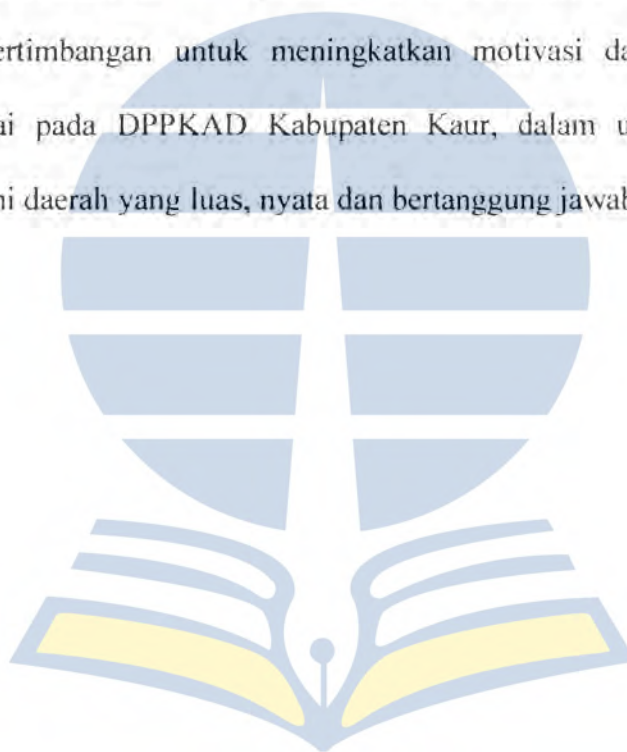 ertimbangan untuk meningkatkan motivasi da
ai pada DPPKAD Kabupaten Kaur, dalam u
ni daerah yang luas, nyata dan bertanggung jawab